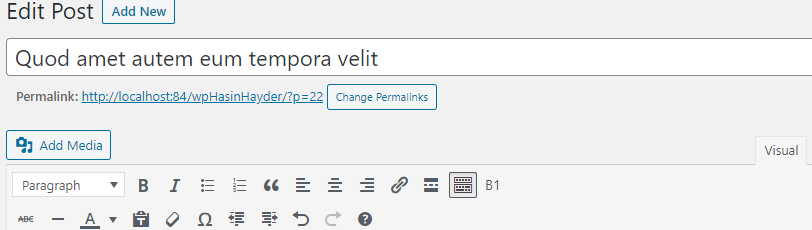 Edit Post Add New
Quod amet autem eum tempora velit
Permalink: http://localhost:84/wpHasinHayder/?p=22 Change Permalinks
Add Media
Visual
Paragraph B I B1
ABC A Ω